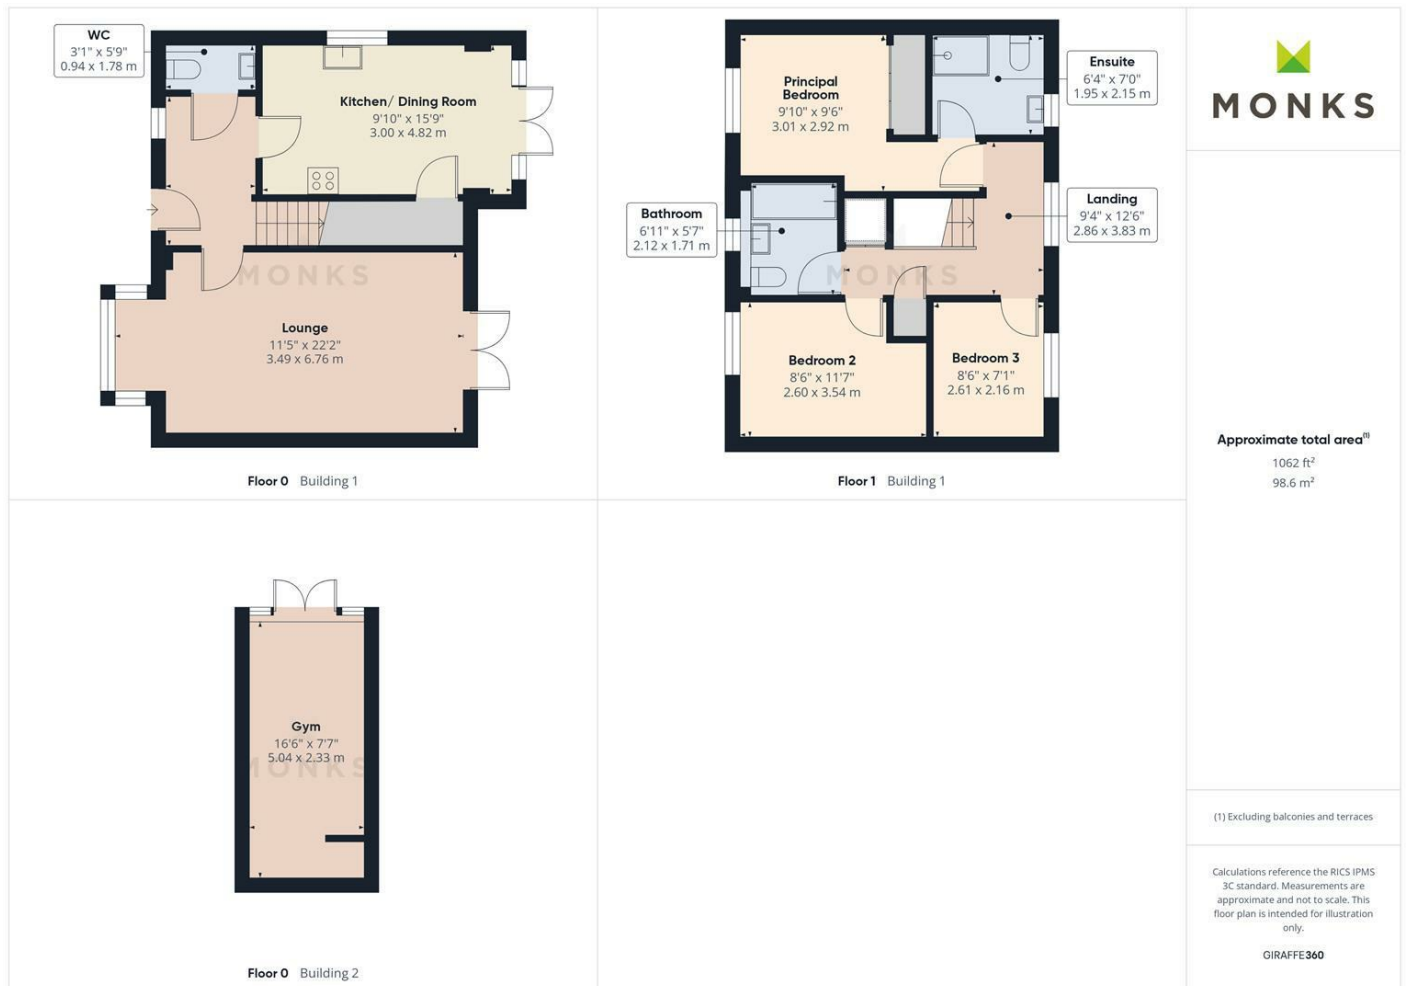 WC
3'1" x 5'9"
0.94 x 1.78 m
Kitchen/ Dining Room
9'10" x 15'9"
3.00 x 4.82 m
MONKS
Lounge
11'5" x 22'2"
3.49 x 6.76 m
Floor 0 Building 1
Principal
Bedroom
9'10" x 9'6"
3.01 x 2.92 m
Ensuite
6'4" x 7'0"
1.95 x 2.15 m
Bathroom
6'11" x 5'7"
2.12 x 1.71 m
Landing
9'4" x 12'6"
2.86 x 3.83 m
MONKS
Bedroom 2
8'6" x 11'7"
2.60 x 3.54 m
Bedroom 3
8'6" x 7'1"
2.61 x 2.16 m
Floor 1 Building 1
Gym
16'6" x 7'7"
5.04 x 2.33 m
MONKS
Floor 0 Building 2
MONKS
Approximate total area(1)
1062 ft²
98.6 m²
(1) Excluding balconies and terraces
Calculations reference the RICS IPMS
3C standard. Measurements are
approximate and not to scale. This
floor plan is intended for illustration
only.
GIRAFFE360